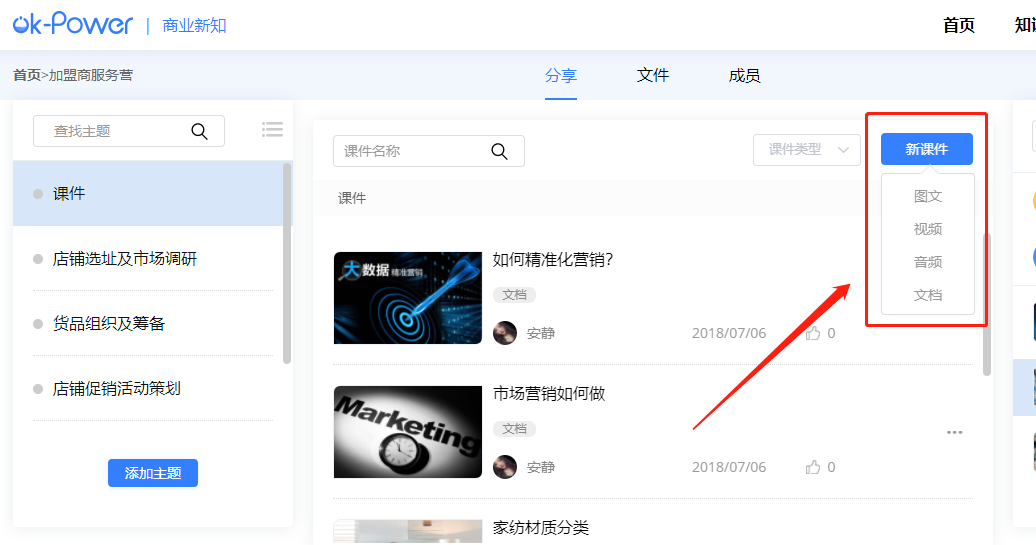 ok-Power | 商业新知
首页
首页>加盟商服务营
分享
文件
成员
查找主题
课件
店铺选址及市场调研
货品组织及筹备
店铺促销活动策划
添加主题
课件名称
课件类型
新课件
图文
视频
音频
文档
课件
大数据 精准营销
如何精准化营销?
文档
安静
2018/07/06
0
Marketing
市场营销如何做
文档
安静
2018/07/06
0
家纺材质分类